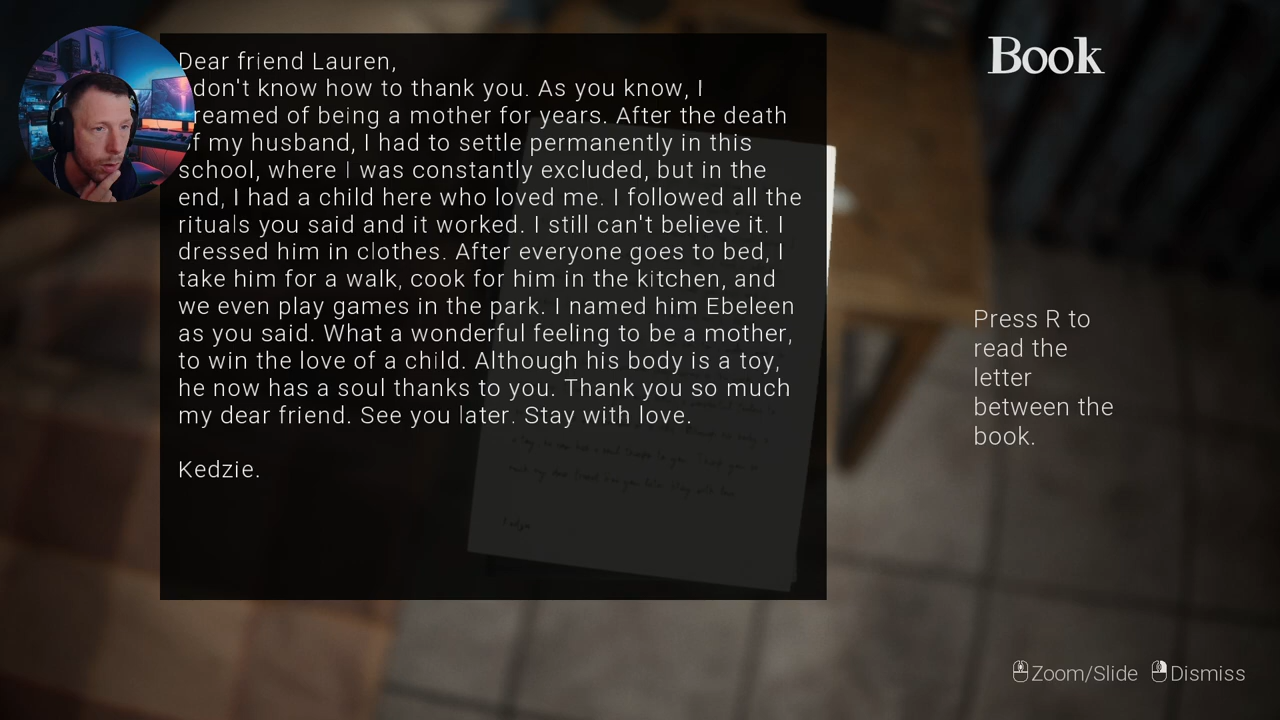 Dear friend Lauren,
don't know how to thank you. As you know, I
reamed of being a mother for years. After the death
of my husband, I had to settle permanently in this
school, where I was constantly excluded, but in the
end, I had a child here who loved me. I followed all the
rituals you said and it worked. I still can't believe it. I
dressed him in clothes. After everyone goes to bed, I
take him for a walk, cook for him in the kitchen, and
we even play games in the park. I named him Ebeleen
as you said. What a wonderful feeling to be a mother,
to win the love of a child. Although his body is a toy,
he now has a soul thanks to you. Thank you so much
my dear friend. See you later. Stay with love.
Kedzie.
Book
Press R to
read the
letter
between the
book.
Zoom/Slide Dismiss